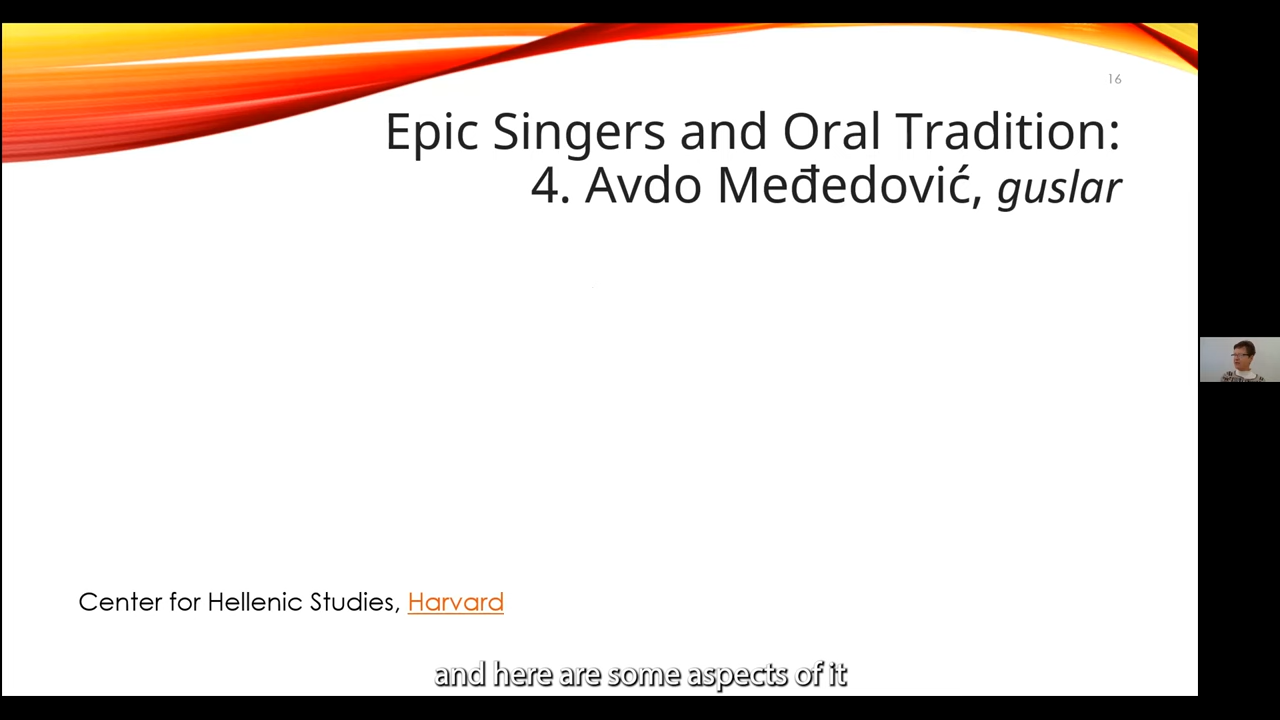 16
Epic Singers and Oral Tradition:
4. Avdo Međedović, guslar
Center for Hellenic Studies, Harvard
and here are some aspects of it